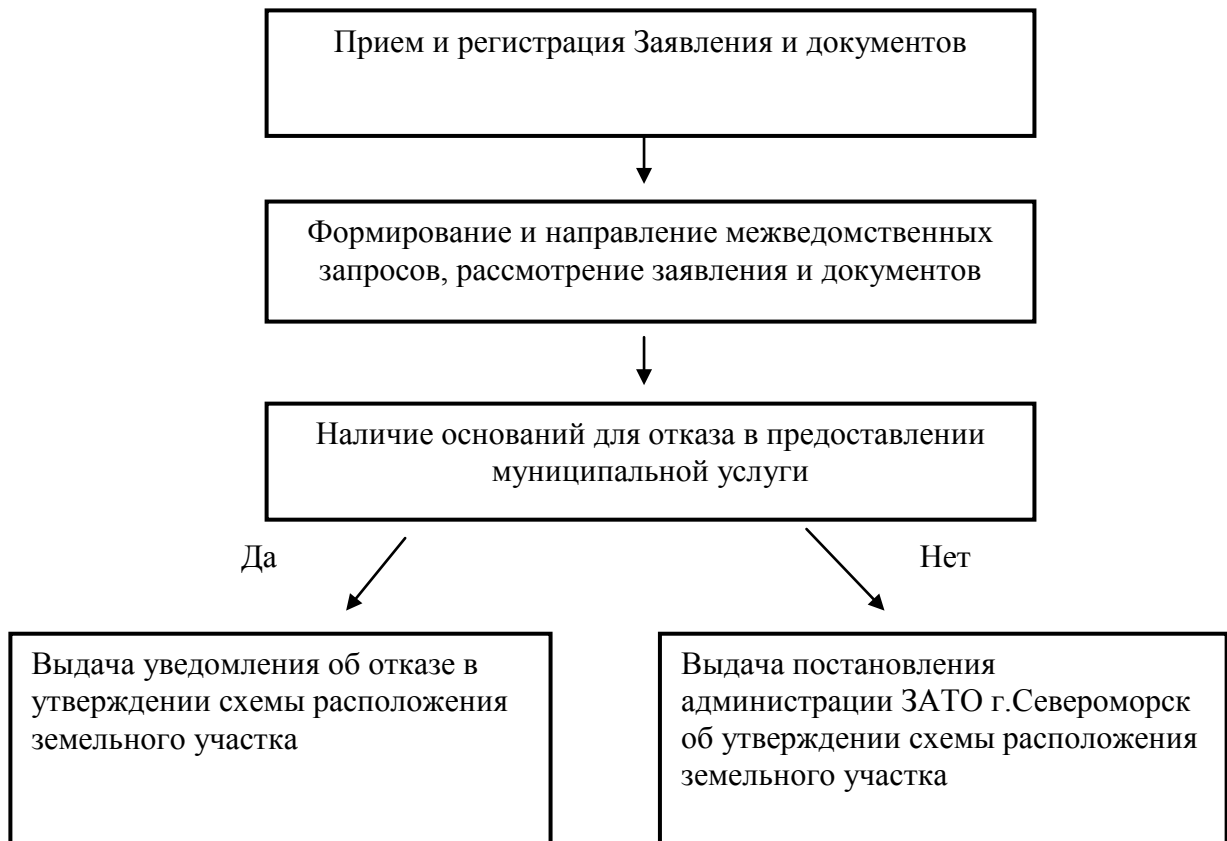 Прием и регистрация Заявления и документов
Формирование и направление межведомственных
запросов, рассмотрение заявления и документов
Наличие оснований для отказа в предоставлении
муниципальной услуги
Да
Нет
Выдача уведомления об отказе в
утверждении схемы расположения
земельного участка
Выдача постановления
администрации ЗАТО г.Североморск
об утверждении схемы расположения
земельного участка